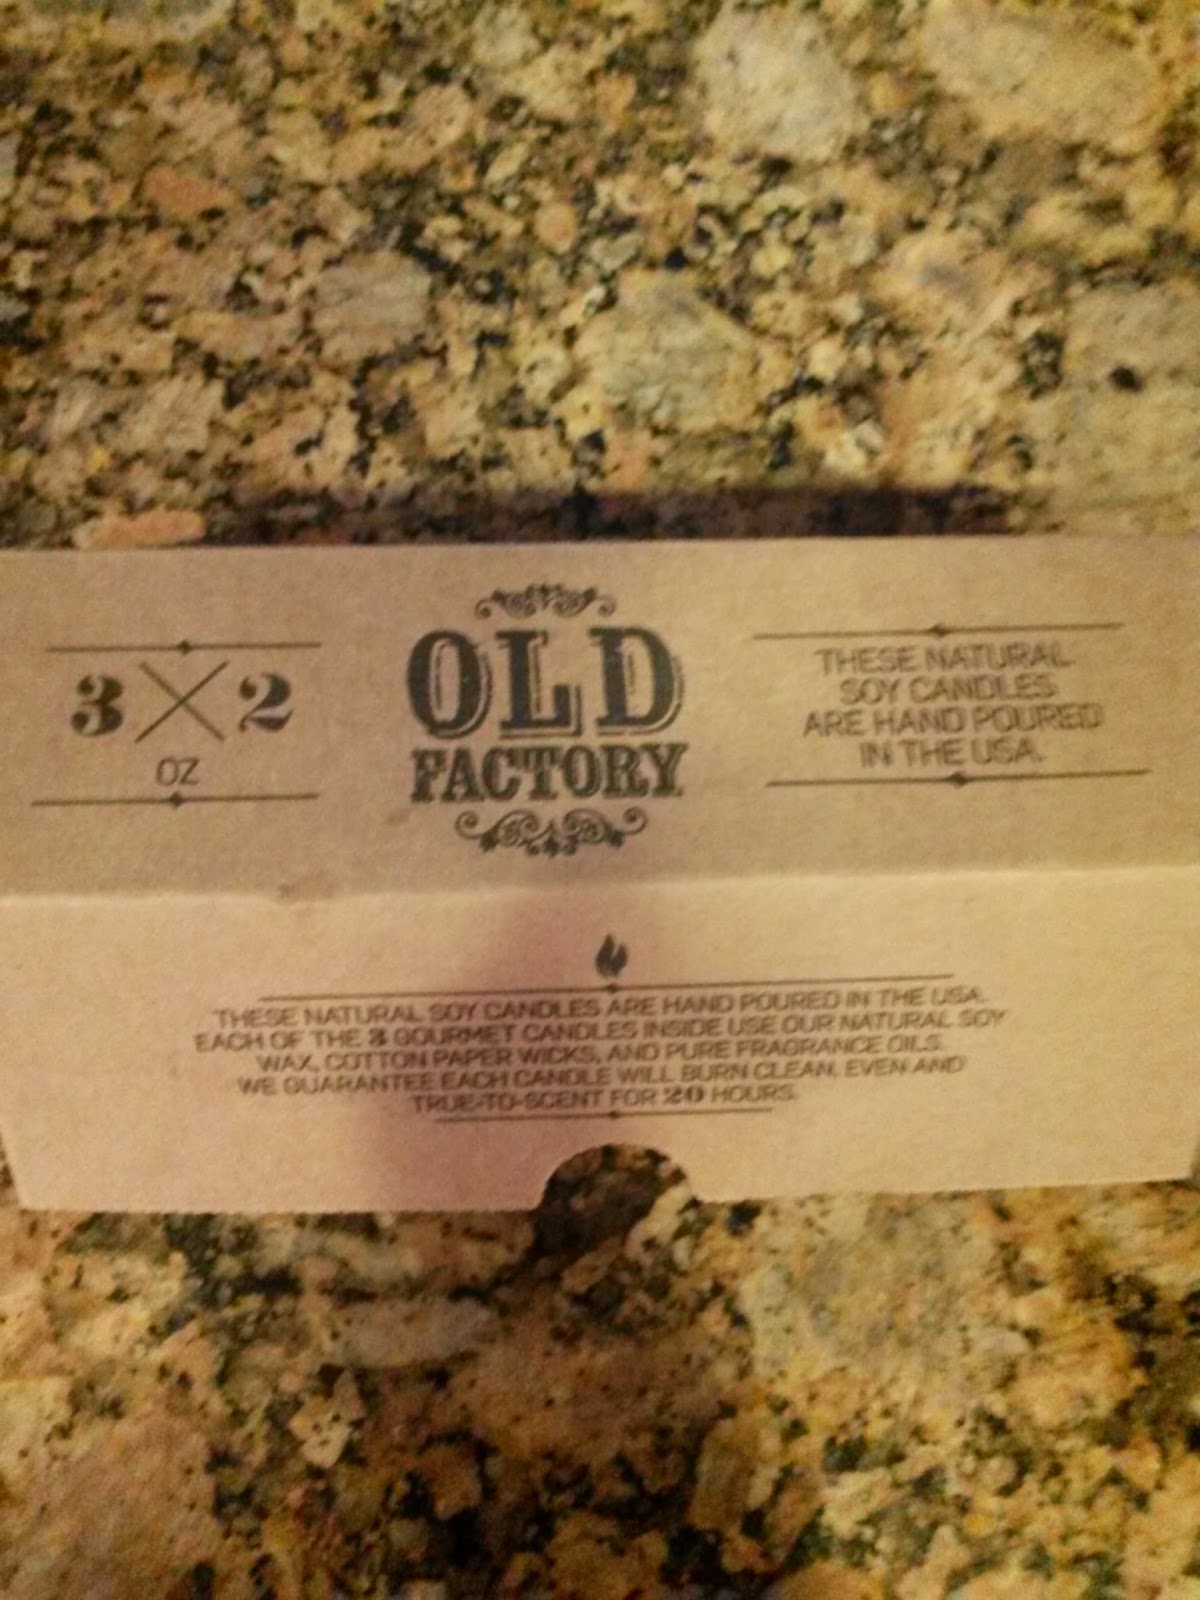 3 X 2
OZ
OLD
FACTORY
THESE NATURAL
SOY CANDLES
ARE HAND POURED
IN THE USA.
THESE NATURAL SOY CANDLES ARE HAND POURED IN THE USA.
EACH OF THE 3 GOURMET CANDLES INSIDE USE OUR NATURAL SOY
WAX, COTTON PAPER WICKS, AND PURE FRAGRANCE OILS.
WE GUARANTEE EACH CANDLE WILL BURN CLEAN, EVEN AND
TRUE-TO-SCENT FOR 20 HOURS.